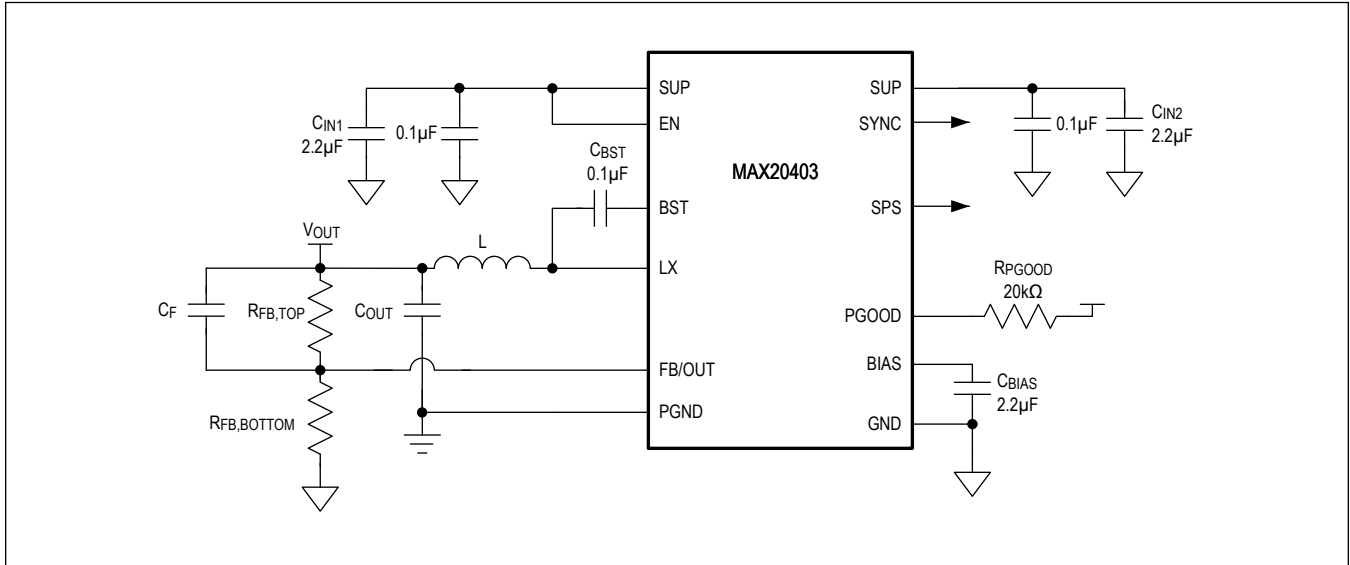 SUP
EN
CIN1
2.2µF
0.1µF
CBST
0.1µF
BST
VOUT
L
LX
CF
RFB,TOP
COUT
FB/OUT
RFB,BOTTOM
PGND
MAX20403
SUP
SYNC
0.1µF
CIN2
2.2µF
SPS
RPGOOD
20kΩ
PGOOD
BIAS
CBIAS
2.2µF
GND